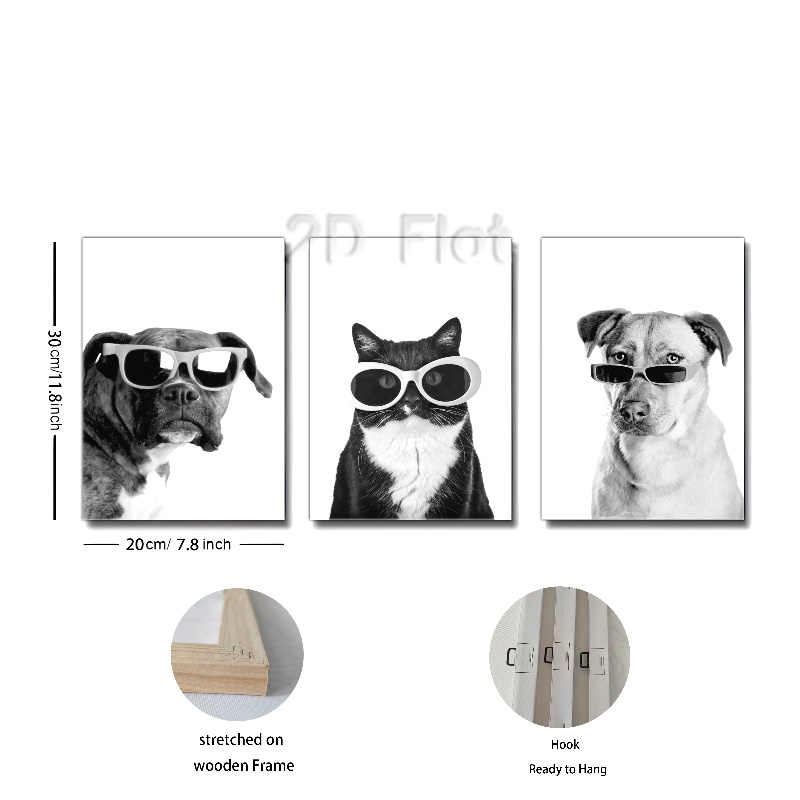 2D Flat
30cm/11.8inch
20cm/ 7.8 inch
stretched on
wooden Frame
Hook
Ready to Hang